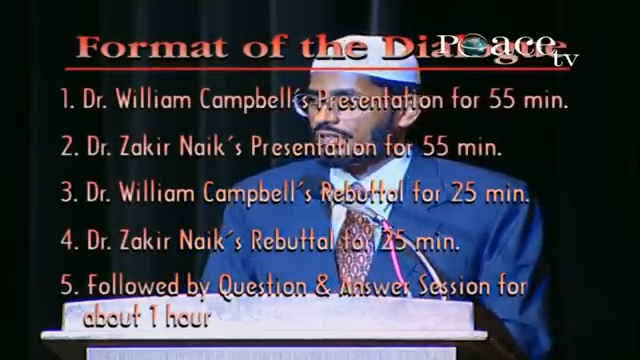 Format of the Dialogue
Peace
tv
1. Dr. William Campbell's Presentation for 55 min.
2. Dr. Zakir Naik's Presentation for 55 min.
3. Dr. William Campbell's Rebuttal for 25 min.
4. Dr. Zakir Naik's Rebuttal for 25 min.
5. Followed by Question & Answer Session for
about 1 hour